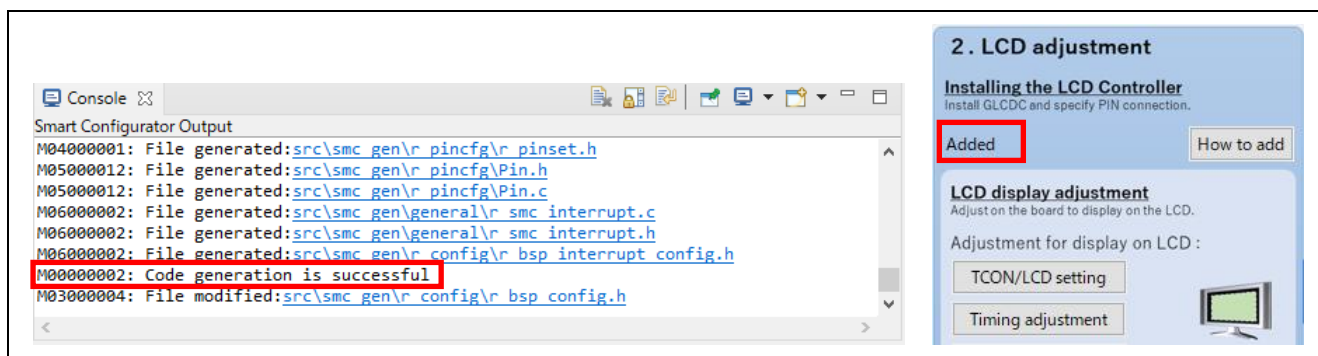 Console
Smart Configurator Output
M04000001: File generated:src\smc_gen\r_pincfg\r_pinset.h
M05000012: File generated:src\smc_gen\r_pincfg\Pin.h
M05000012: File generated:src\smc_gen\r_pincfg\Pin.c
M06000002: File generated:src\smc_gen\general\r_smc_interrupt.c
M06000002: File generated:src\smc_gen\general\r_smc_interrupt.h
M06000002: File generated:src\smc_gen\r_config\r_bsp_interrupt_config.h
M00000002: Code generation is successful
M03000004: File modified:src\smc_gen\r_config\r_bsp_config.h
2. LCD adjustment
Installing the LCD Controller
Install GLCDC and specify PIN connection.
Added
How to add
LCD display adjustment
Adjust on the board to display on the LCD.
Adjustment for display on LCD :
TCON/LCD setting
Timing adjustment